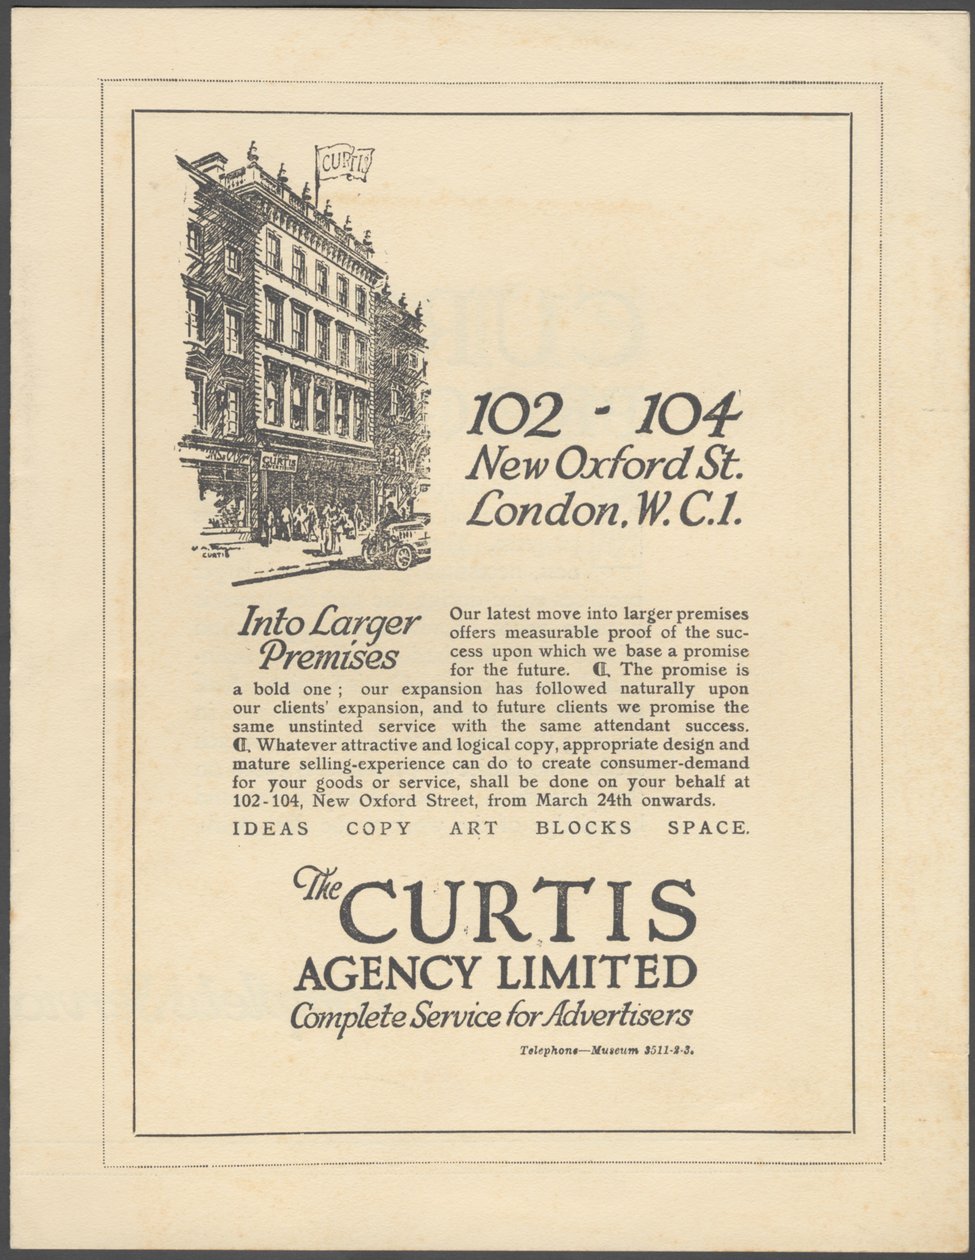 CURTIS
CURTIS
CURTIS
102 - 104
New Oxford St.
London, W.C.1.
Into Larger
Premises
Our latest move into larger premises
offers measurable proof of the suc-
cess upon which we base a promise
for the future. ℂ. The promise is
a bold one ; our expansion has followed naturally upon
our clients' expansion, and to future clients we promise the
same unstinted service with the same attendant success.
ℂ. Whatever attractive and logical copy, appropriate design and
mature selling-experience can do to create consumer-demand
for your goods or service, shall be done on your behalf at
102-104, New Oxford Street, from March 24th onwards.
IDEAS COPY ART BLOCKS SPACE.
The CURTIS
AGENCY LIMITED
Complete Service for Advertisers
Telephone—Museum 3511-2-3.